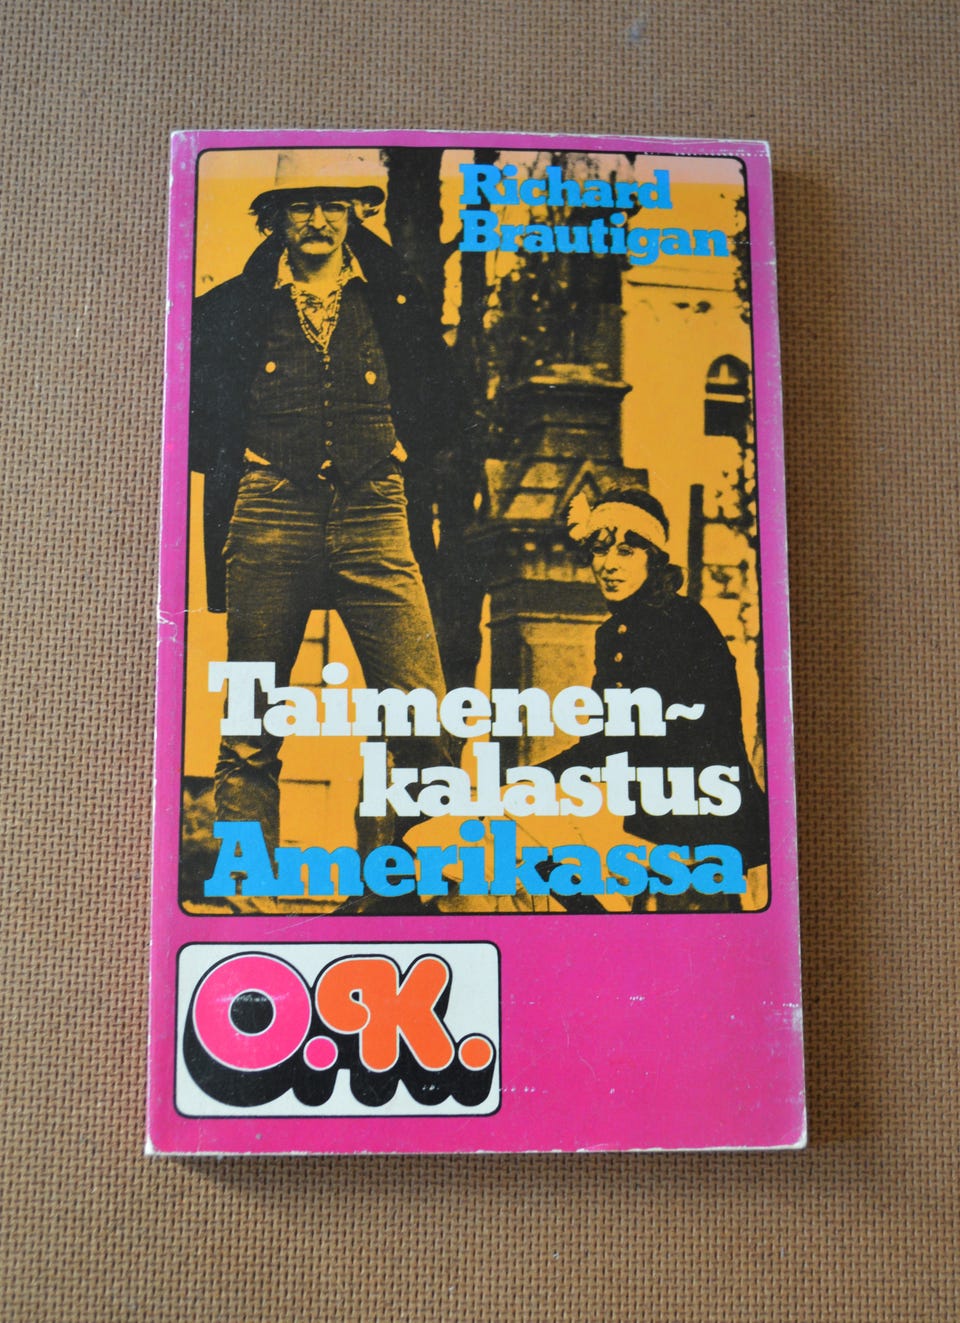 Richard
Brautigan
Taimenen-
kalastus
Amerikassa
O.K.